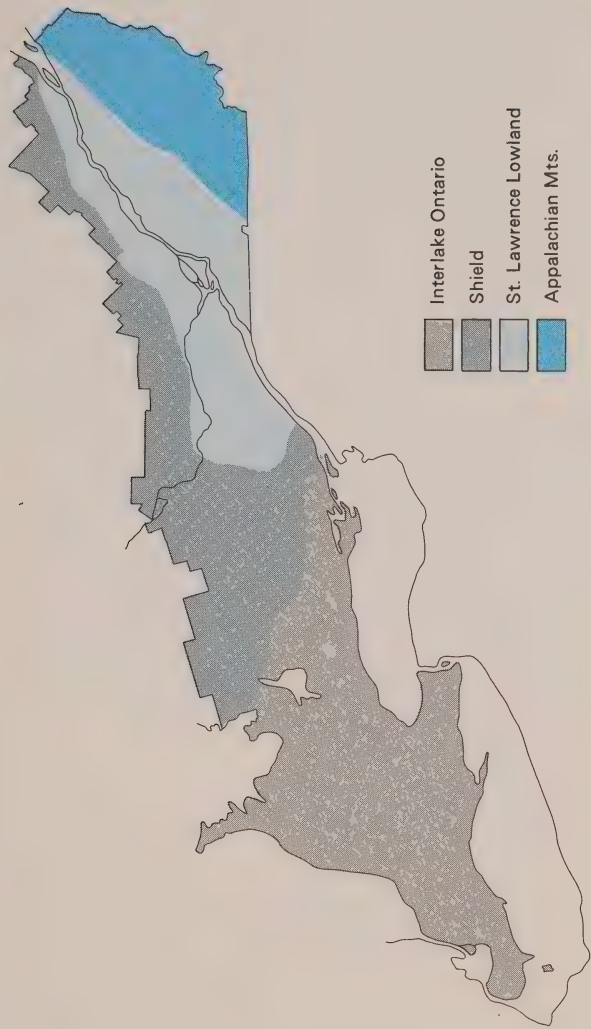 Interlake Ontario
Shield
St. Lawrence Lowland
Appalachian Mts.